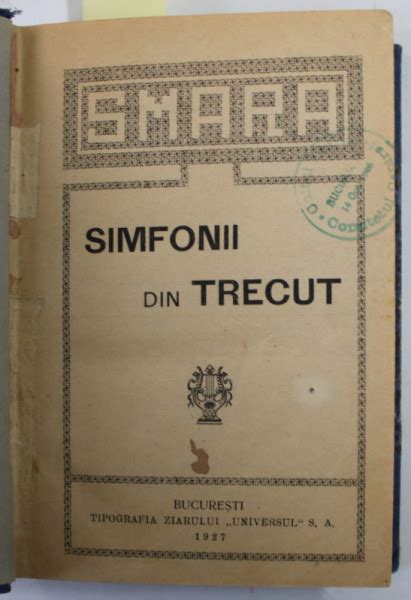 SMARA
SIMFONII
DIN TRECUT
BUCUREȘTI
TIPOGRAFIA ZIARULUI „UNIVERSUL“ S. A.
1927